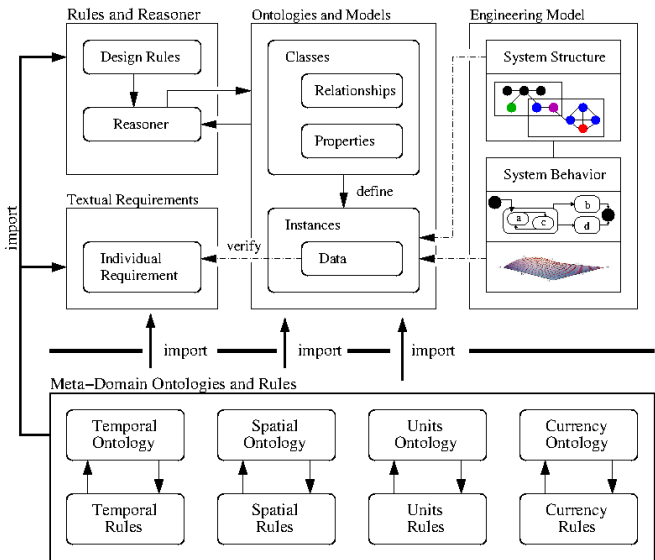 Rules and Reasoner
Design Rules
Reasoner
Textual Requirements
Individual
Requirement
import
Ontologies and Models
Classes
Relationships
Properties
define
Instances
Data
verify
Engineering Model
System Structure
System Behavior
a
c
b
d
import
import
import
Meta-Domain Ontologies and Rules
Temporal
Ontology
Spatial
Ontology
Units
Ontology
Currency
Ontology
Temporal
Rules
Spatial
Rules
Units
Rules
Currency
Rules